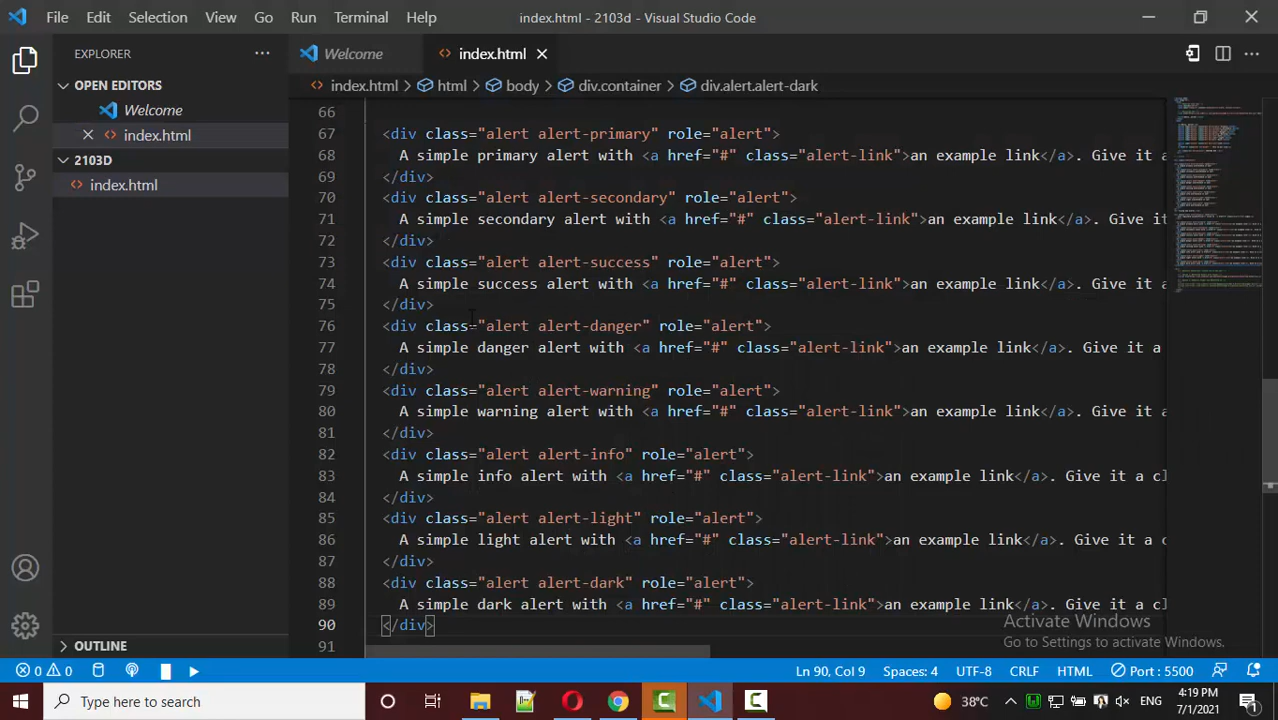 File Edit Selection View Go Run Terminal Help index.html - 2103d - Visual Studio Code
EXPLORER
OPEN EDITORS
Welcome
index.html
2103D
index.html
OUTLINE
Welcome index.html
index.html > html > body > div.container > div.alert.alert-dark
66
67 <div class="alert alert-primary" role="alert">
68 A simple primary alert with <a href="#" class="alert-link">an example link</a>. Give it a
69 </div>
70 <div class="alert alert-secondary" role="alert">
71 A simple secondary alert with <a href="#" class="alert-link">an example link</a>. Give it
72 </div>
73 <div class="alert alert-success" role="alert">
74 A simple success alert with <a href="#" class="alert-link">an example link</a>. Give it a
75 </div>
76 <div class="alert alert-danger" role="alert">
77 A simple danger alert with <a href="#" class="alert-link">an example link</a>. Give it a
78 </div>
79 <div class="alert alert-warning" role="alert">
80 A simple warning alert with <a href="#" class="alert-link">an example link</a>. Give it a
81 </div>
82 <div class="alert alert-info" role="alert">
83 A simple info alert with <a href="#" class="alert-link">an example link</a>. Give it a cl
84 </div>
85 <div class="alert alert-light" role="alert">
86 A simple light alert with <a href="#" class="alert-link">an example link</a>. Give it a c
87 </div>
88 <div class="alert alert-dark" role="alert">
89 A simple dark alert with <a href="#" class="alert-link">an example link</a>. Give it a cl
90 </div>
91
Activate Windows
Go to Settings to activate Windows.
0 0 Ln 90, Col 9 Spaces: 4 UTF-8 CRLF HTML Port : 5500
Type here to search 38°C ENG
4:19 PM
7/1/2021
1